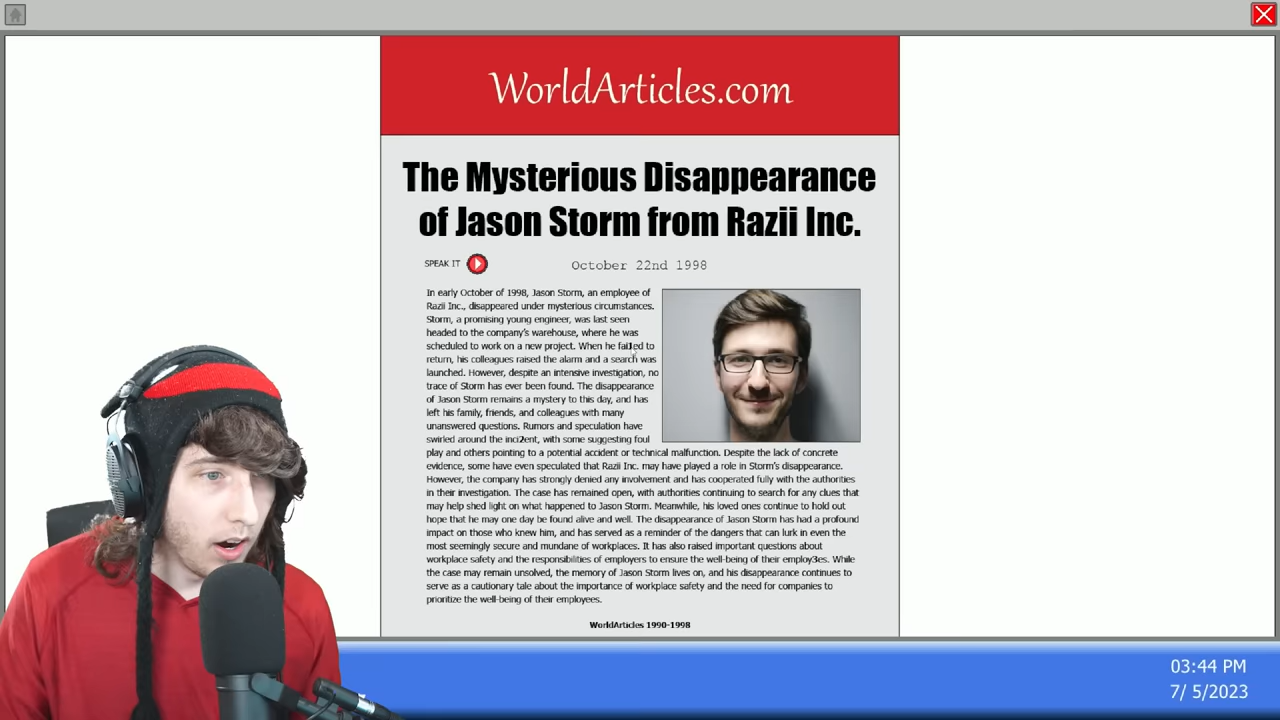 WorldArticles.com
The Mysterious Disappearance
of Jason Storm from Razii Inc.
SPEAK IT
October 22nd 1998
In early October of 1998, Jason Storm, an employee of
Razii Inc., disappeared under mysterious circumstances.
Storm, a promising young engineer, was last seen
headed to the company's warehouse, where he was
scheduled to work on a new project. When he fai1ed to
return, his colleagues raised the alarm and a search was
launched. However, despite an intensive investigation, no
trace of Storm has ever been found. The disappearance
of Jason Storm remains a mystery to this day, and has
left his family, friends, and colleagues with many
unanswered questions. Rumors and speculation have
swirled around the inci2ent, with some suggesting foul
play and others pointing to a potential accident or technical malfunction. Despite the lack of concrete
evidence, some have even speculated that Razii Inc. may have played a role in Storm's disappearance.
However, the company has strongly denied any involvement and has cooperated fully with the authorities
in their investigation. The case has remained open, with authorities continuing to search for any clues that
may help shed light on what happened to Jason Storm. Meanwhile, his loved ones continue to hold out
hope that he may one day be found alive and well. The disappearance of Jason Storm has had a profound
impact on those who knew him, and has served as a reminder of the dangers that can lurk in even the
most seemingly secure and mundane of workplaces. It has also raised important questions about
workplace safety and the responsibilities of employers to ensure the well-being of their employ3es. While
the case may remain unsolved, the memory of Jason Storm lives on, and his disappearance continues to
serve as a cautionary tale about the importance of workplace safety and the need for companies to
prioritize the well-being of their employees.
WorldArticles 1990-1998
03:44 PM
7/ 5/2023